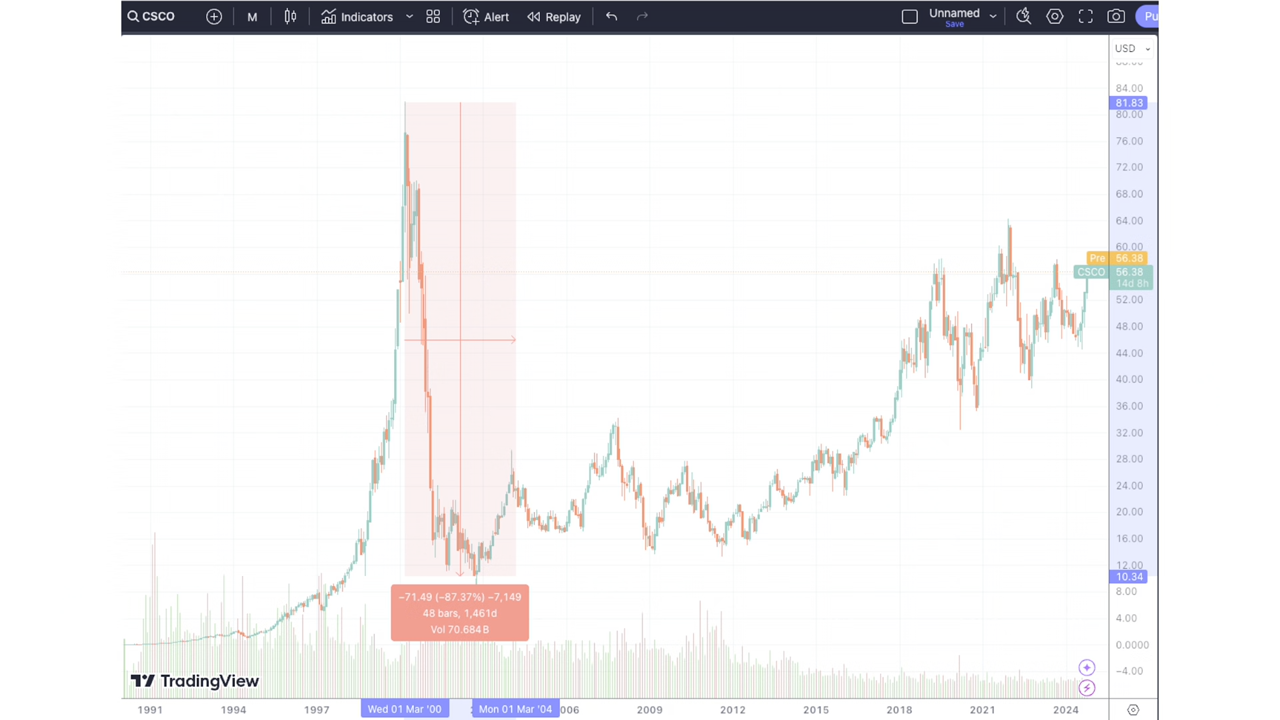 CSCO M Indicators Alert Replay Unnamed
Save
USD
84.00
81.83
80.00
76.00
72.00
68.00
64.00
60.00
Pre 56.38
CSCO 56.38
14d 8h
52.00
48.00
44.00
40.00
36.00
32.00
28.00
24.00
20.00
16.00
12.00
10.34
8.00
4.00
0.0000
−4.00
−71.49 (−87.37%) −7,149
48 bars, 1,461d
Vol 70.684B
TradingView
1991 1994 1997 Wed 01 Mar '00 Mon 01 Mar '04 2009 2012 2015 2018 2021 2024